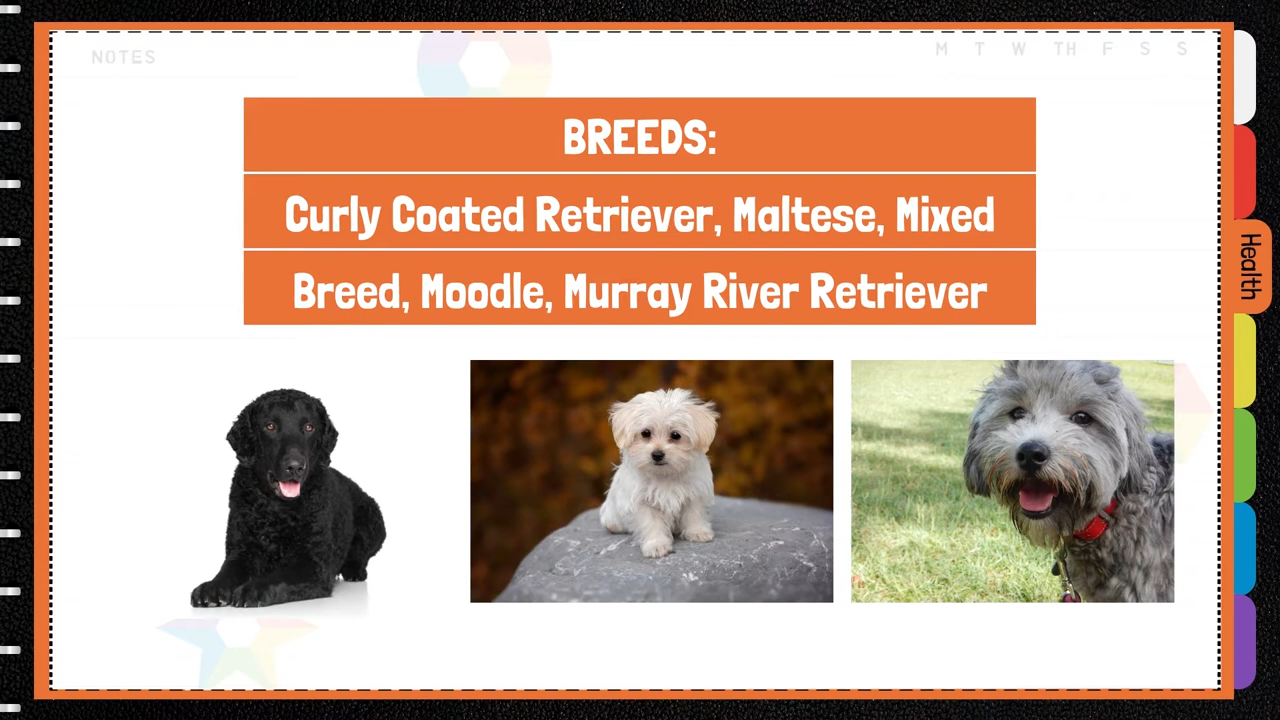 NOTES
M T W TH F S S
BREEDS:
Curly Coated Retriever, Maltese, Mixed
Breed, Moodle, Murray River Retriever
Health